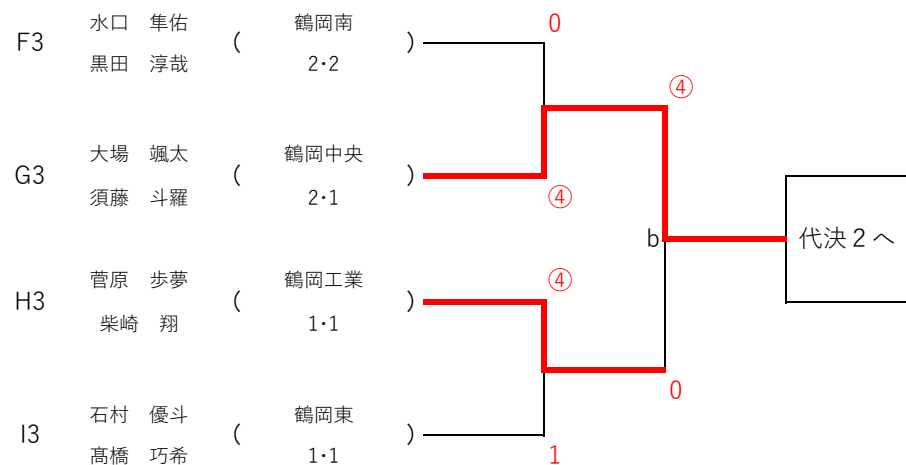 水口　隼佑 鶴岡南 0
F3 ( )
黒田　淳哉 2・2
④
大場　颯太 鶴岡中央
G3 ( )
須藤　斗羅 2・1 ④
b 代決２へ
菅原　歩夢 鶴岡工業 ④
H3 ( )
柴崎　翔 1・1
0
石村　優斗 鶴岡東
I3 ( )
髙橋　巧希 1・1 1